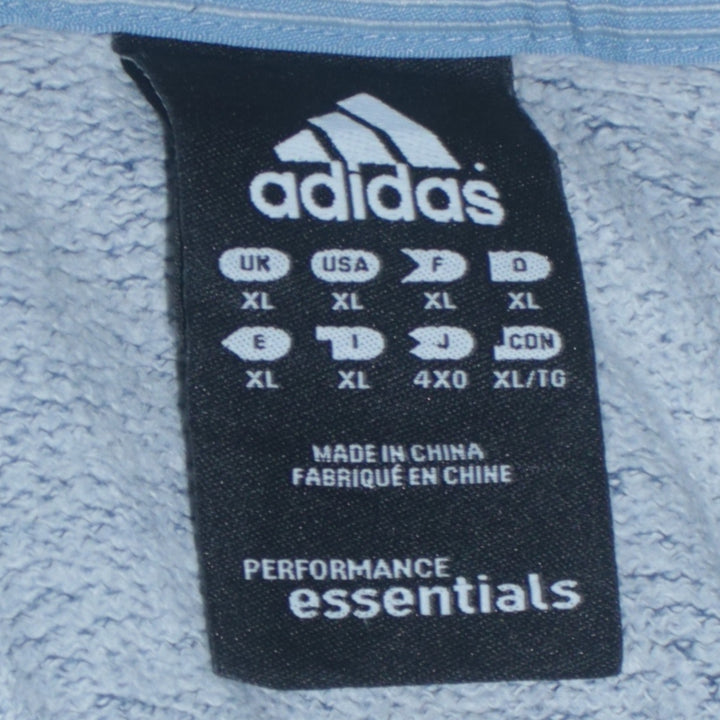 adidas
UK USA F D
XL XL XL XL
E I J CDN
XL XL 4XO XL/TG
MADE IN CHINA
FABRIQUÉ EN CHINE
PERFORMANCE
essentials